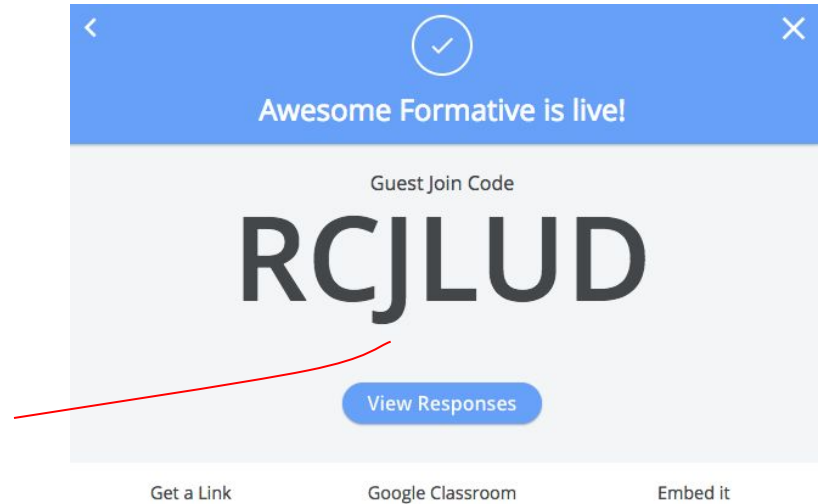 Awesome Formative is live!
Guest Join Code
RCJLUD
View Responses
Get a Link Google Classroom Embed it